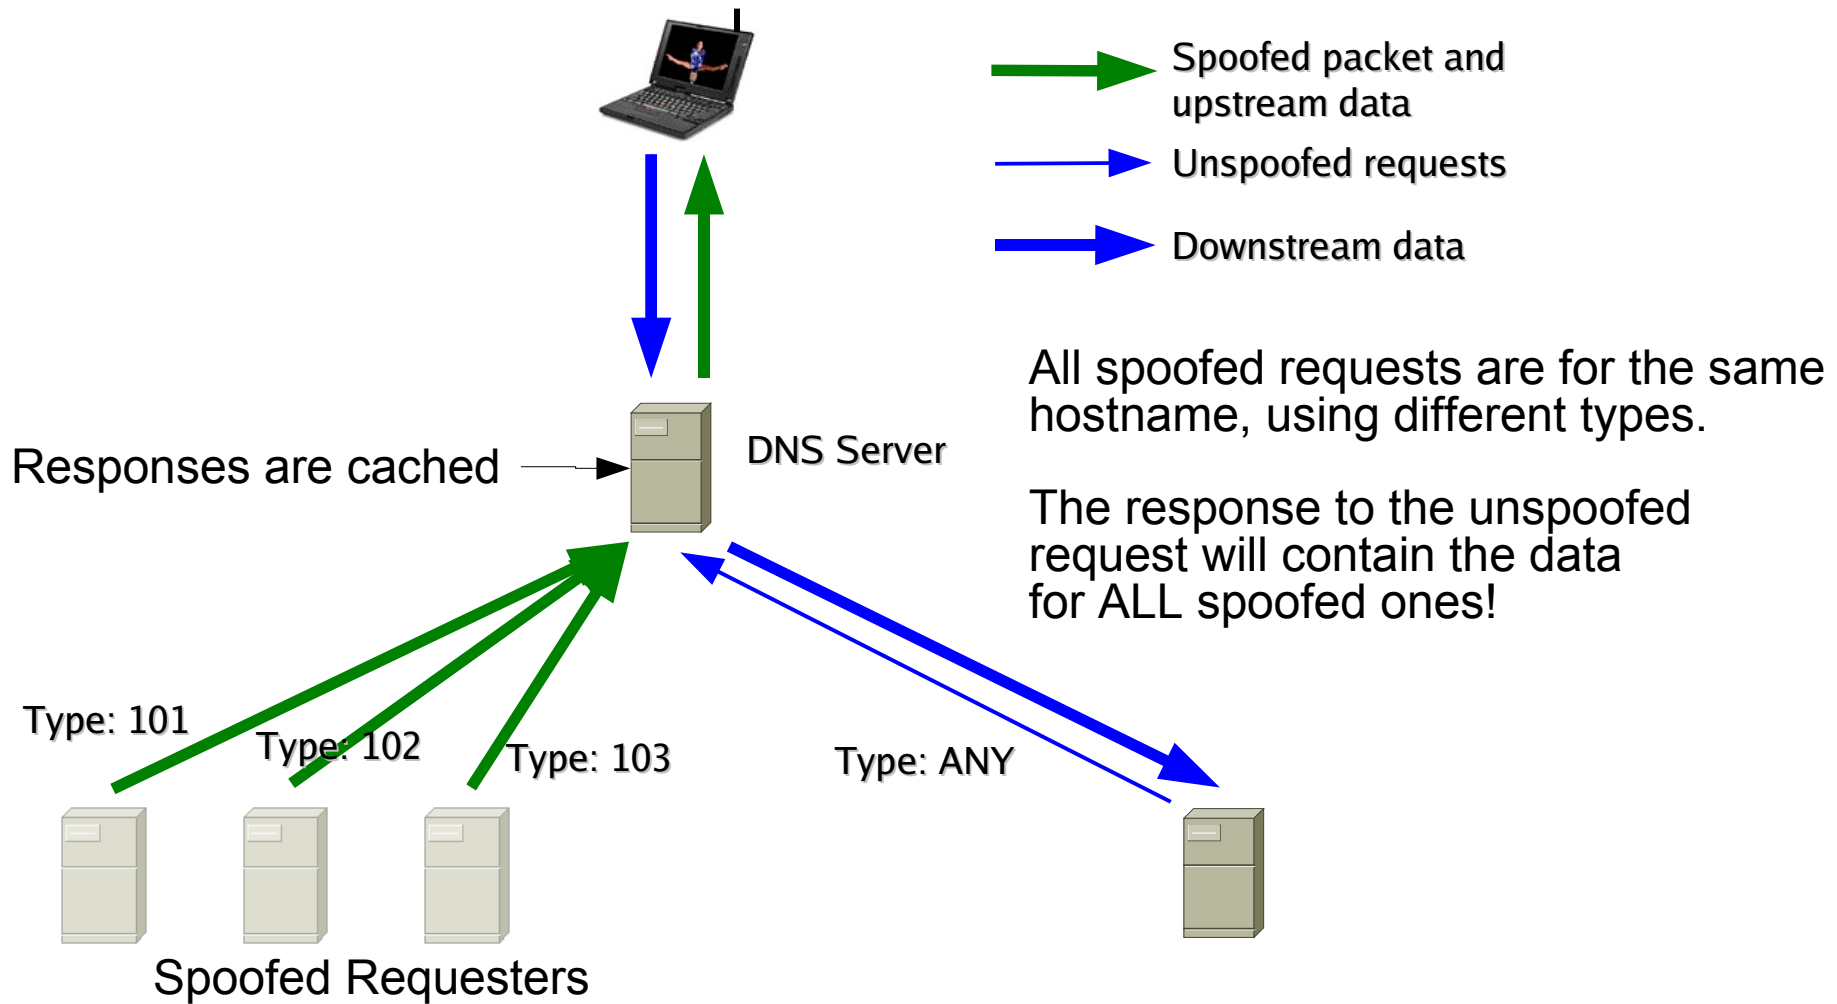 Spoofed packet and
upstream data
Unspoofed requests
Downstream data
All spoofed requests are for the same
hostname, using different types.
Responses are cached
DNS Server
The response to the unspoofed
request will contain the data
for ALL spoofed ones!
Type: 101
Type: 102
Type: 103
Type: ANY
Spoofed Requesters